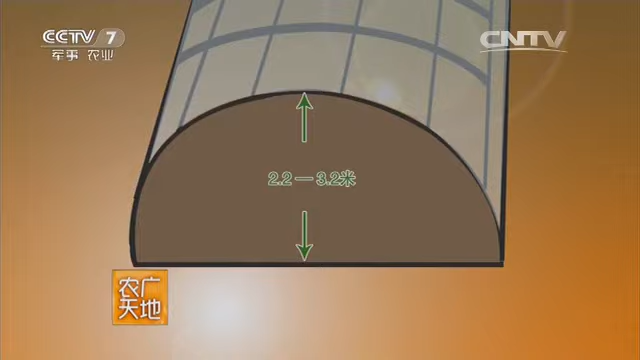 CCTV 7
军事 农业
CNTV
2.2 — 3.2米
农广
天地